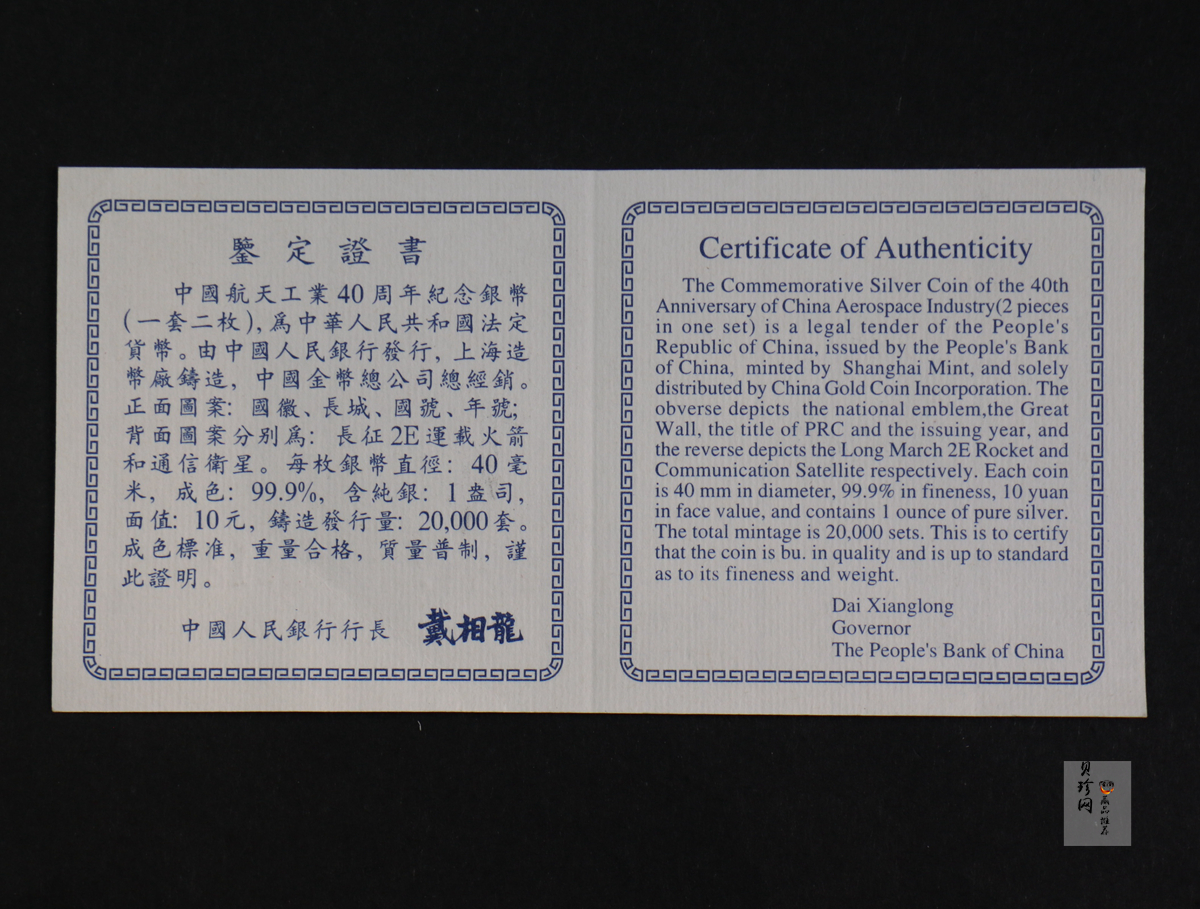 鑒定證書
中國航天工業40周年紀念銀幣
(一套二枚),爲中華人民共和國法定
貨幣。由中國人民銀行發行,上海造
幣廠鑄造,中國金幣總公司總經銷。
正面圖案:國徽、長城、國號、年號;
背面圖案分别爲:長征2E運載火箭
和通信衛星。每枚銀幣直徑:40毫
米,成色:99.9%,含純銀:1盎司,
面值:10元,鑄造發行量:20,000套。
成色標准,重量合格,質量普制,謹
此證明。
中國人民銀行行長 戴相龍
Certificate of Authenticity
The Commemorative Silver Coin of the 40th
Anniversary of China Aerospace Industry(2 pieces
in one set) is a legal tender of the People's
Republic of China, issued by the People's Bank
of China, minted by Shanghai Mint, and solely
distributed by China Gold Coin Incorporation. The
obverse depicts the national emblem,the Great
Wall, the title of PRC and the issuing year, and
the reverse depicts the Long March 2E Rocket and
Communication Satellite respectively. Each coin
is 40 mm in diameter, 99.9% in fineness, 10 yuan
in face value, and contains 1 ounce of pure silver.
The total mintage is 20,000 sets. This is to certify
that the coin is bu. in quality and is up to standard
as to its fineness and weight.
Dai Xianglong
Governor
The People's Bank of China
贝珍网
藏品推荐